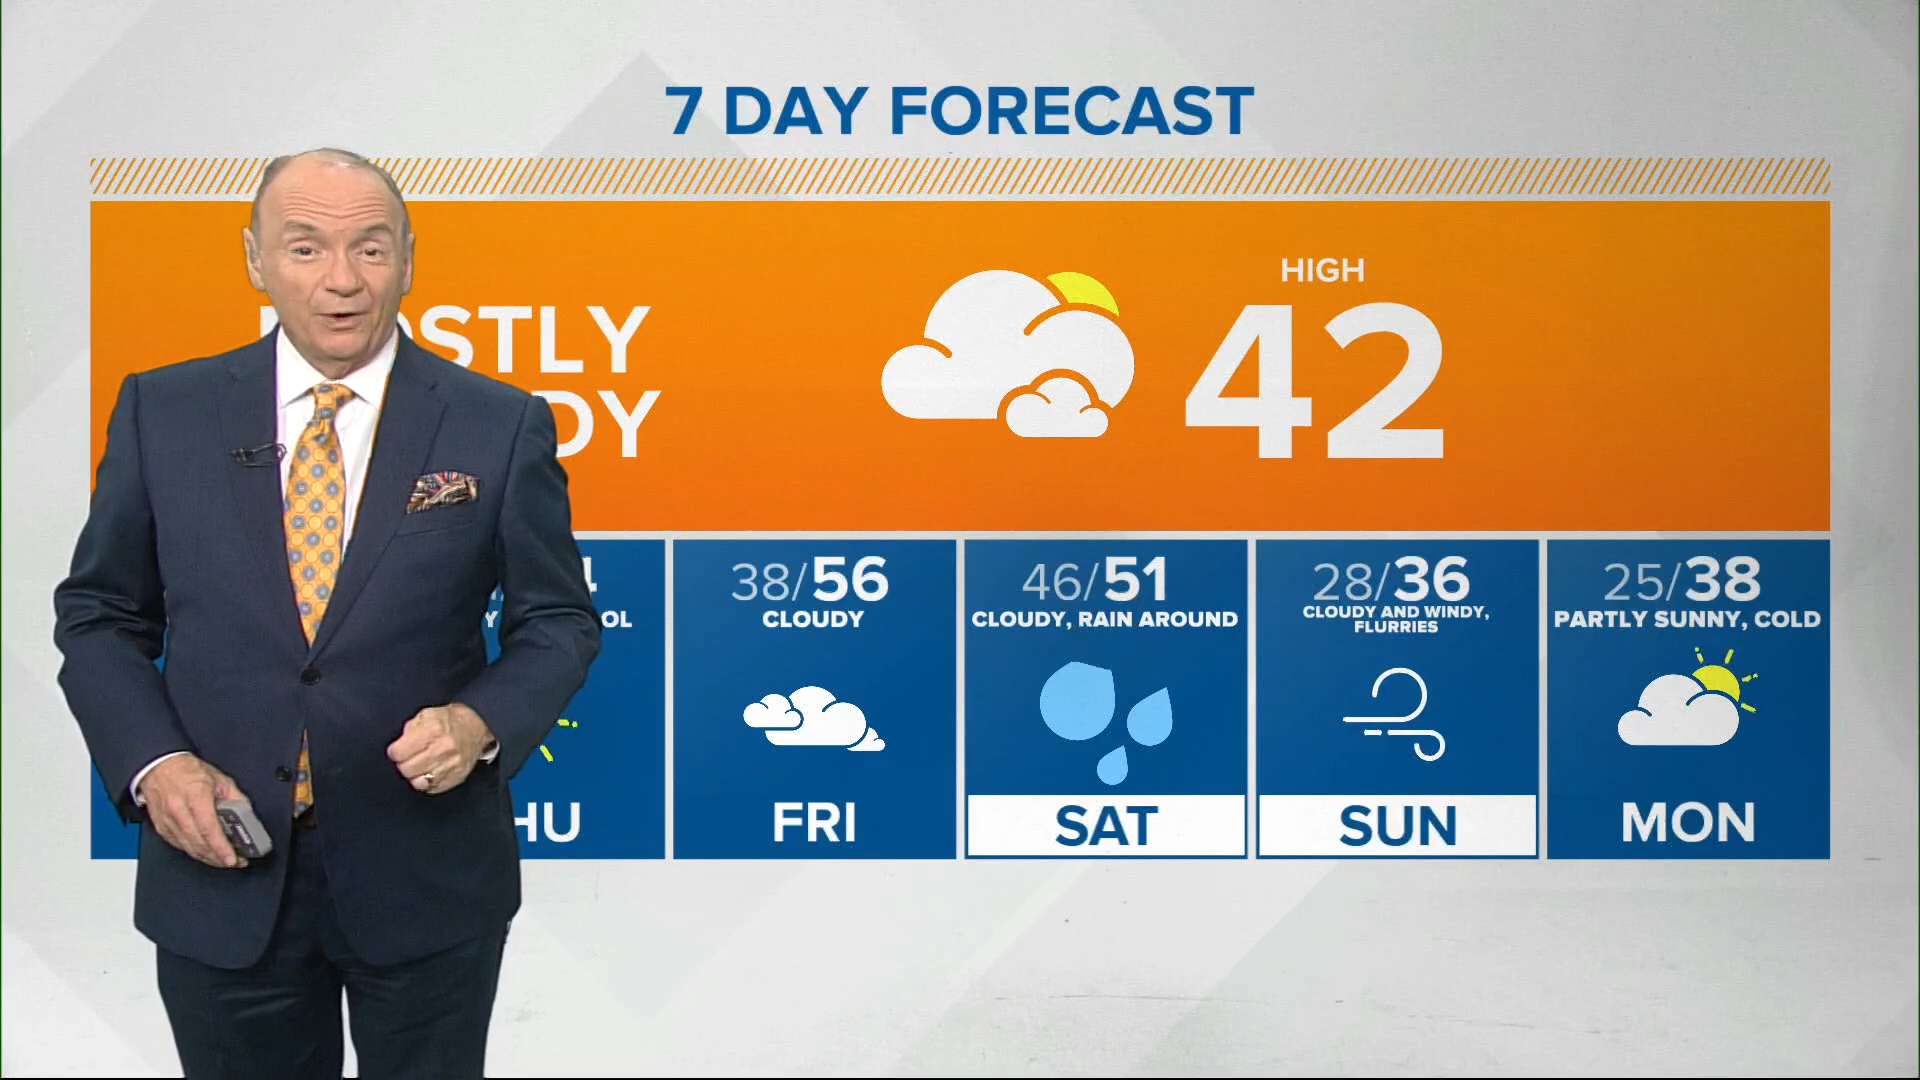 7 DAY FORECAST
HIGH
42
38/56
CLOUDY
FRI
46/51
CLOUDY, RAIN AROUND
SAT
28/36
CLOUDY AND WINDY,
FLURRIES
SUN
25/38
PARTLY SUNNY, COLD
MON